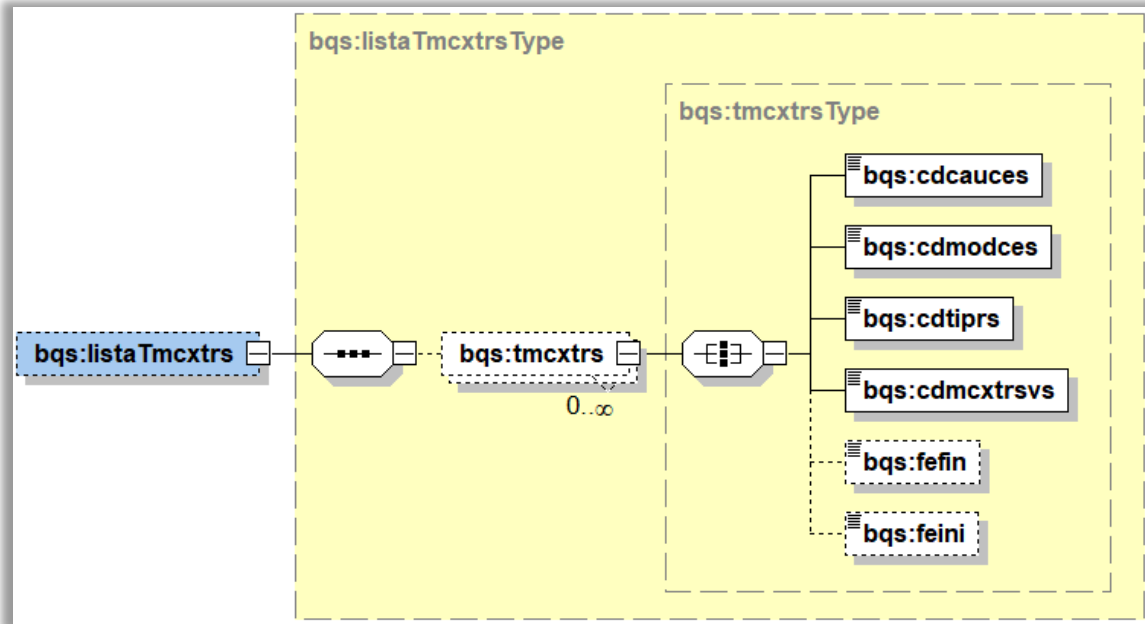 bqs:listaTmcxtrsType
bqs:tmcxtrsType
bqs:cdcauces
bqs:cdmodces
bqs:cdtiprs
bqs:listaTmcxtrs
bqs:tmcxtrs
bqs:cdmcxtrsvs
0..∞
bqs:fefin
bqs:feini